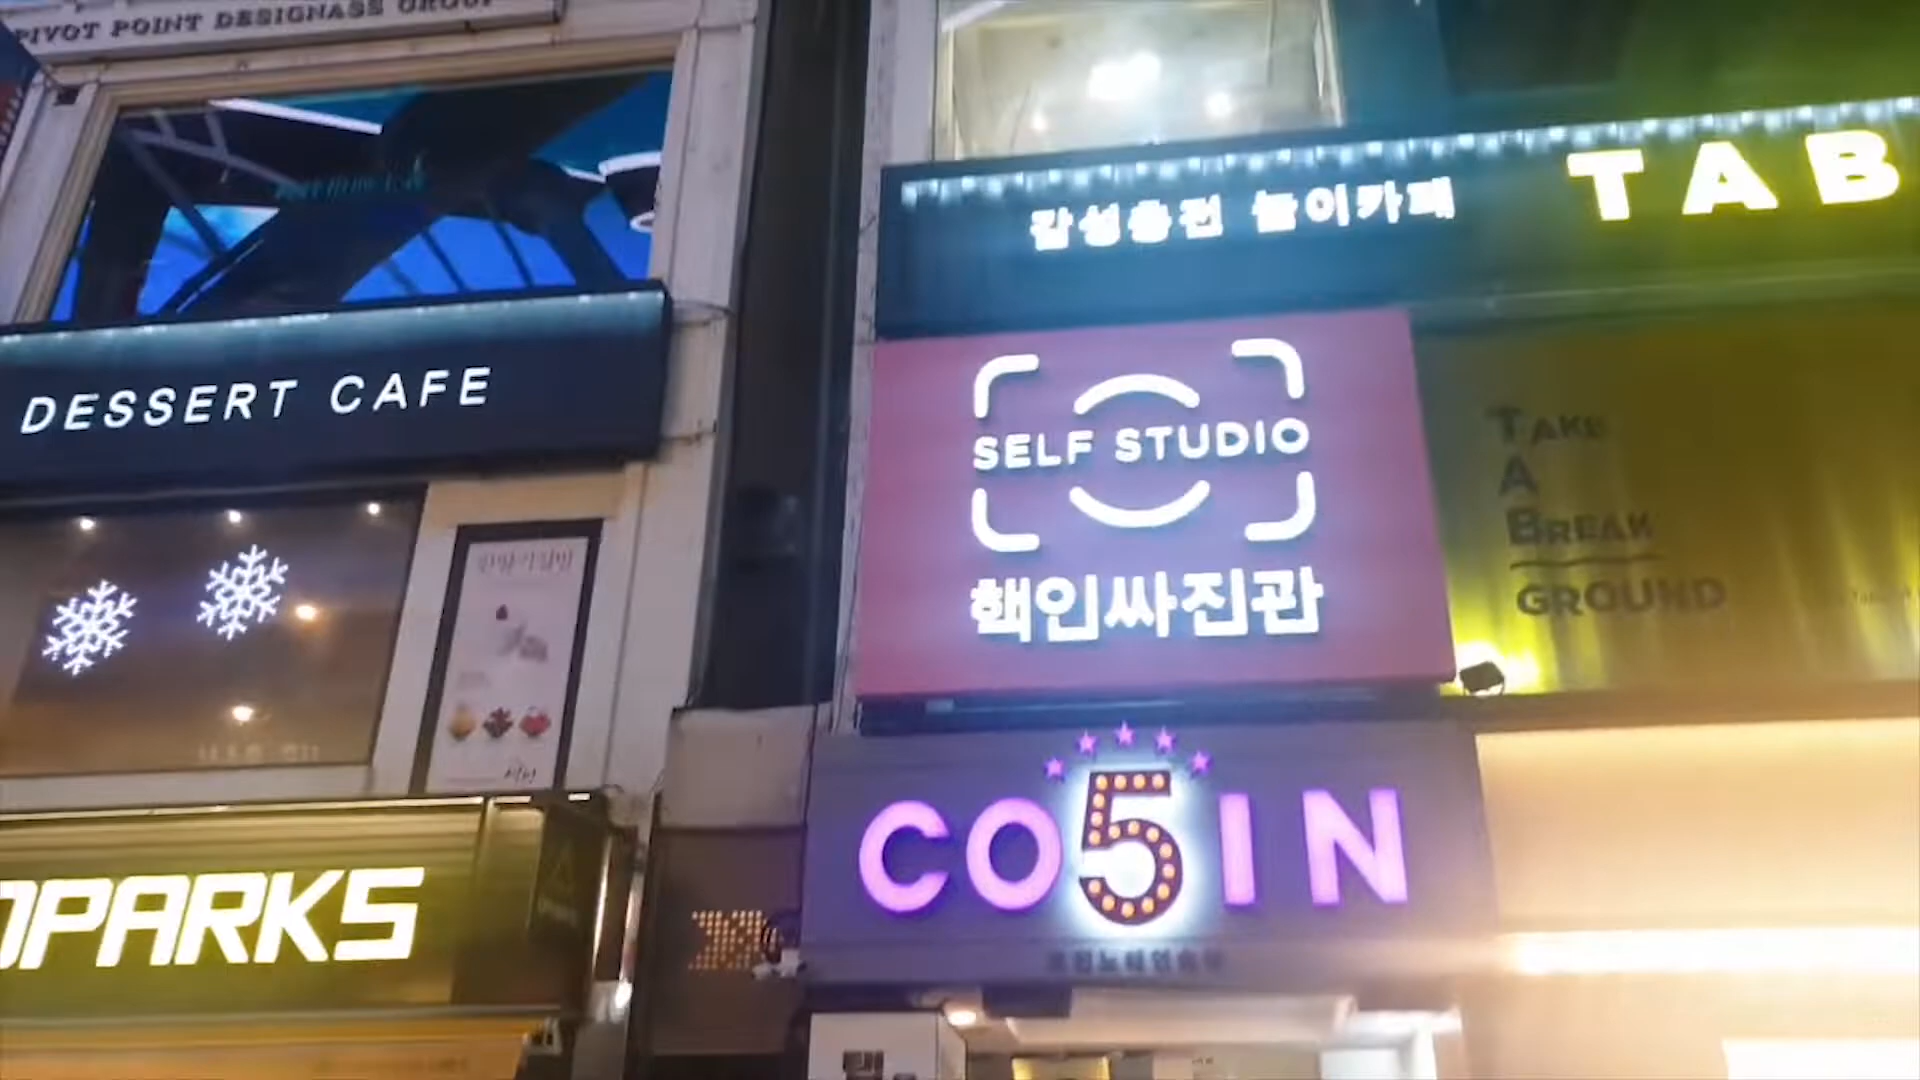 PIVOT POINT DESIGNASS GROUP
DESSERT CAFE
PARKS
감성충전 놀이카페
TAB
SELF STUDIO
핵인싸진관
TAKE
A
BREAK
GROUND
CO5IN